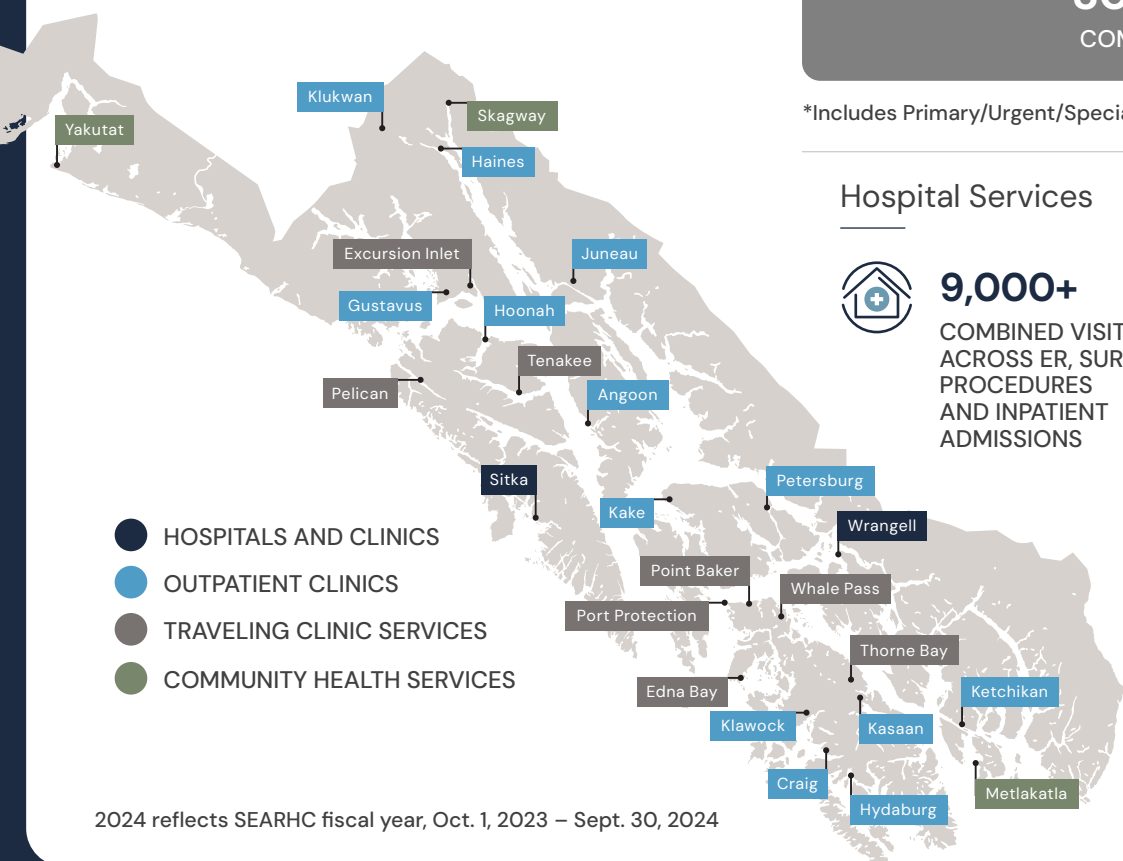 *Includes Primary/Urgent
Klukwan
Skagway
Yakutat
Haines
Hospital Services
Excursion Inlet
Juneau
Gustavus
Hoonah
9,000+
COMBINED
ACROSS ER,
PROCEDURES
AND INPATIENT
ADMISSIONS
Tenakee
Pelican
Angoon
Sitka
Petersburg
Kake
Wrangell
HOSPITALS AND CLINICS
OUTPATIENT CLINICS
TRAVELING CLINIC SERVICES
COMMUNITY HEALTH SERVICES
Point Baker
Whale Pass
Port Protection
Thorne Bay
Edna Bay
Ketchikan
Klawock
Kasaan
Craig
Metlakatla
Hydaburg
2024 reflects SEARHC fiscal year, Oct. 1, 2023 – Sept. 30, 2024